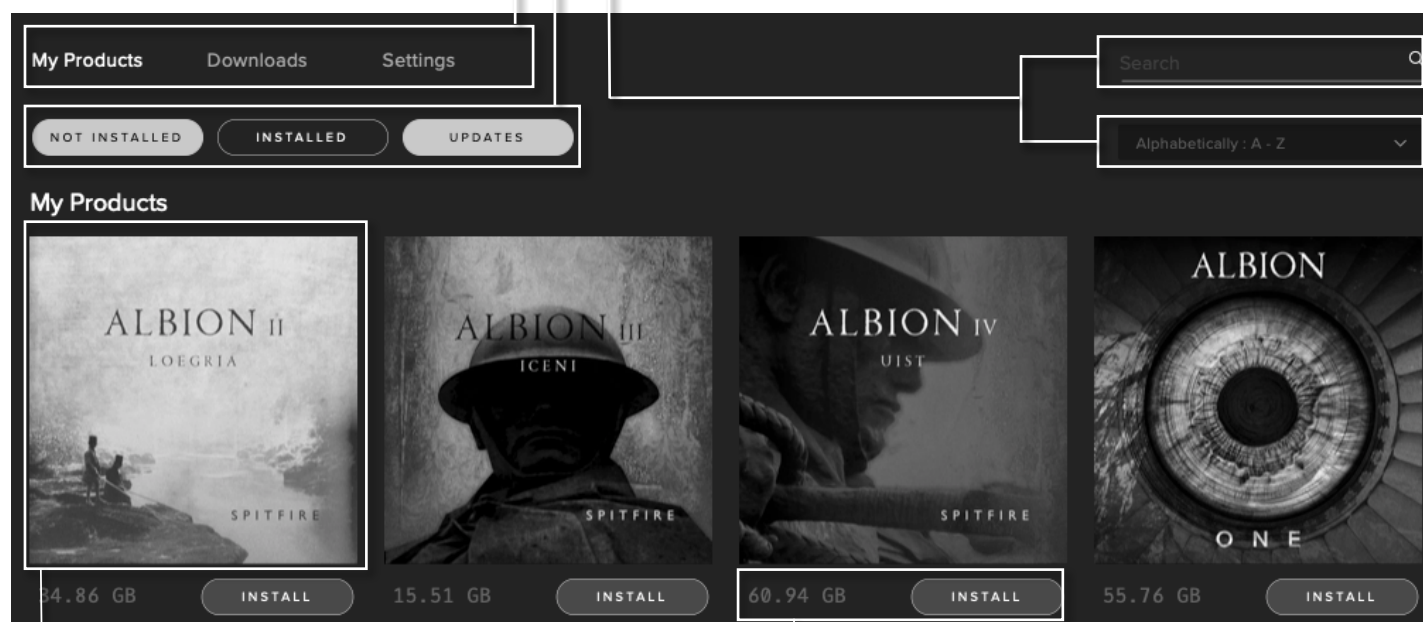 My Products Downloads Settings
Search
NOT INSTALLED INSTALLED UPDATES
Alphabetically : A - Z
My Products
ALBION II
LOEGRIA
SPITFIRE
ALBION III
ICENI
SPITFIRE
ALBION IV
UIST
SPITFIRE
ALBION
ONE
34.86 GB INSTALL
15.51 GB INSTALL
60.94 GB INSTALL
55.76 GB INSTALL